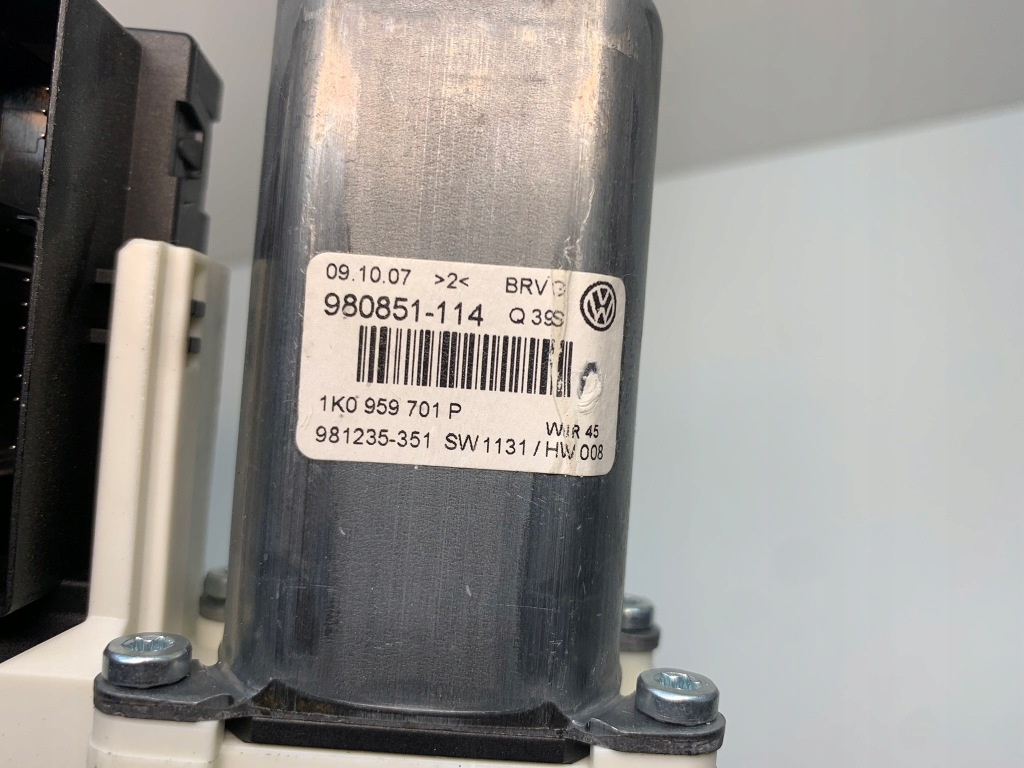 09.10.07 >2< BRV
980851-114 Q 39S
1K0 959 701 P
45
981235-351 SW1131 / HW 008